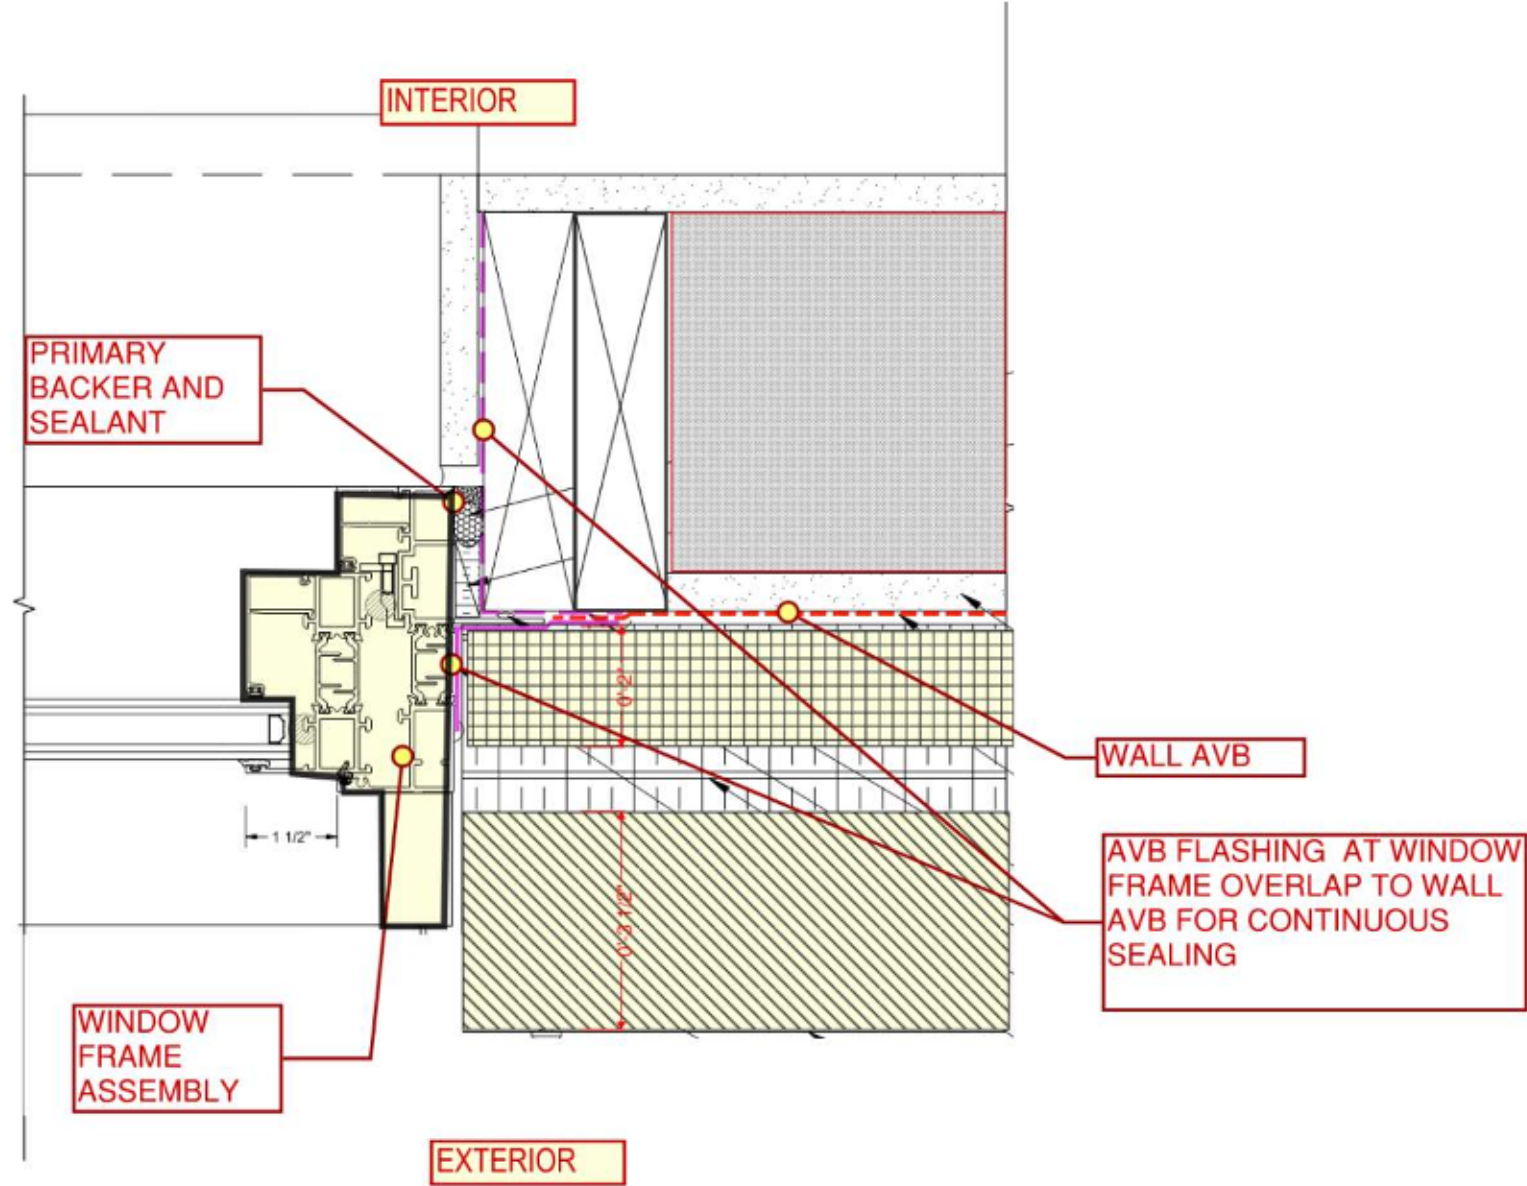 INTERIOR
PRIMARY
BACKER AND
SEALANT
0'-2"
WALL AVB
1 1/2"
AVB FLASHING AT WINDOW
FRAME OVERLAP TO WALL
AVB FOR CONTINUOUS
SEALING
0'-3 1/2"
WINDOW
FRAME
ASSEMBLY
EXTERIOR